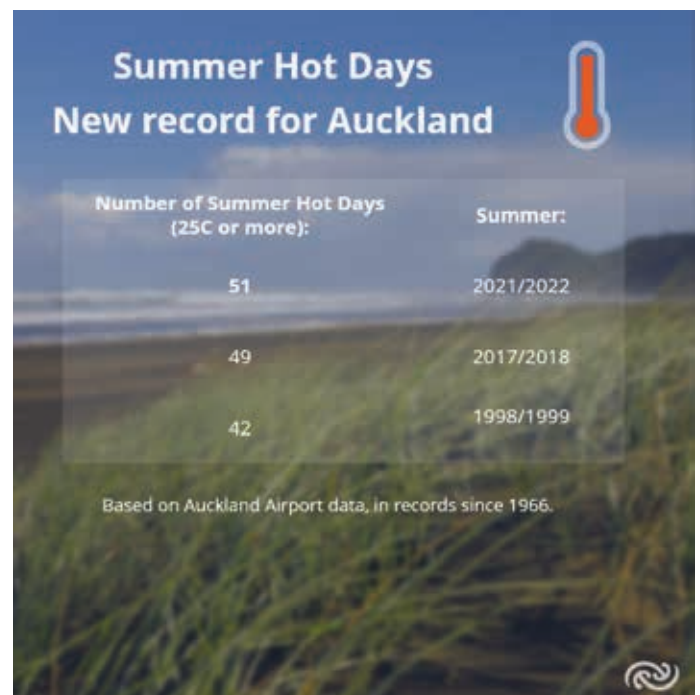 Summer Hot Days
New record for Auckland
Number of Summer Hot Days
(25C or more):
Summer:
51
2021/2022
49
2017/2018
42
1998/1999
Based on Auckland Airport data, in records since 1966.